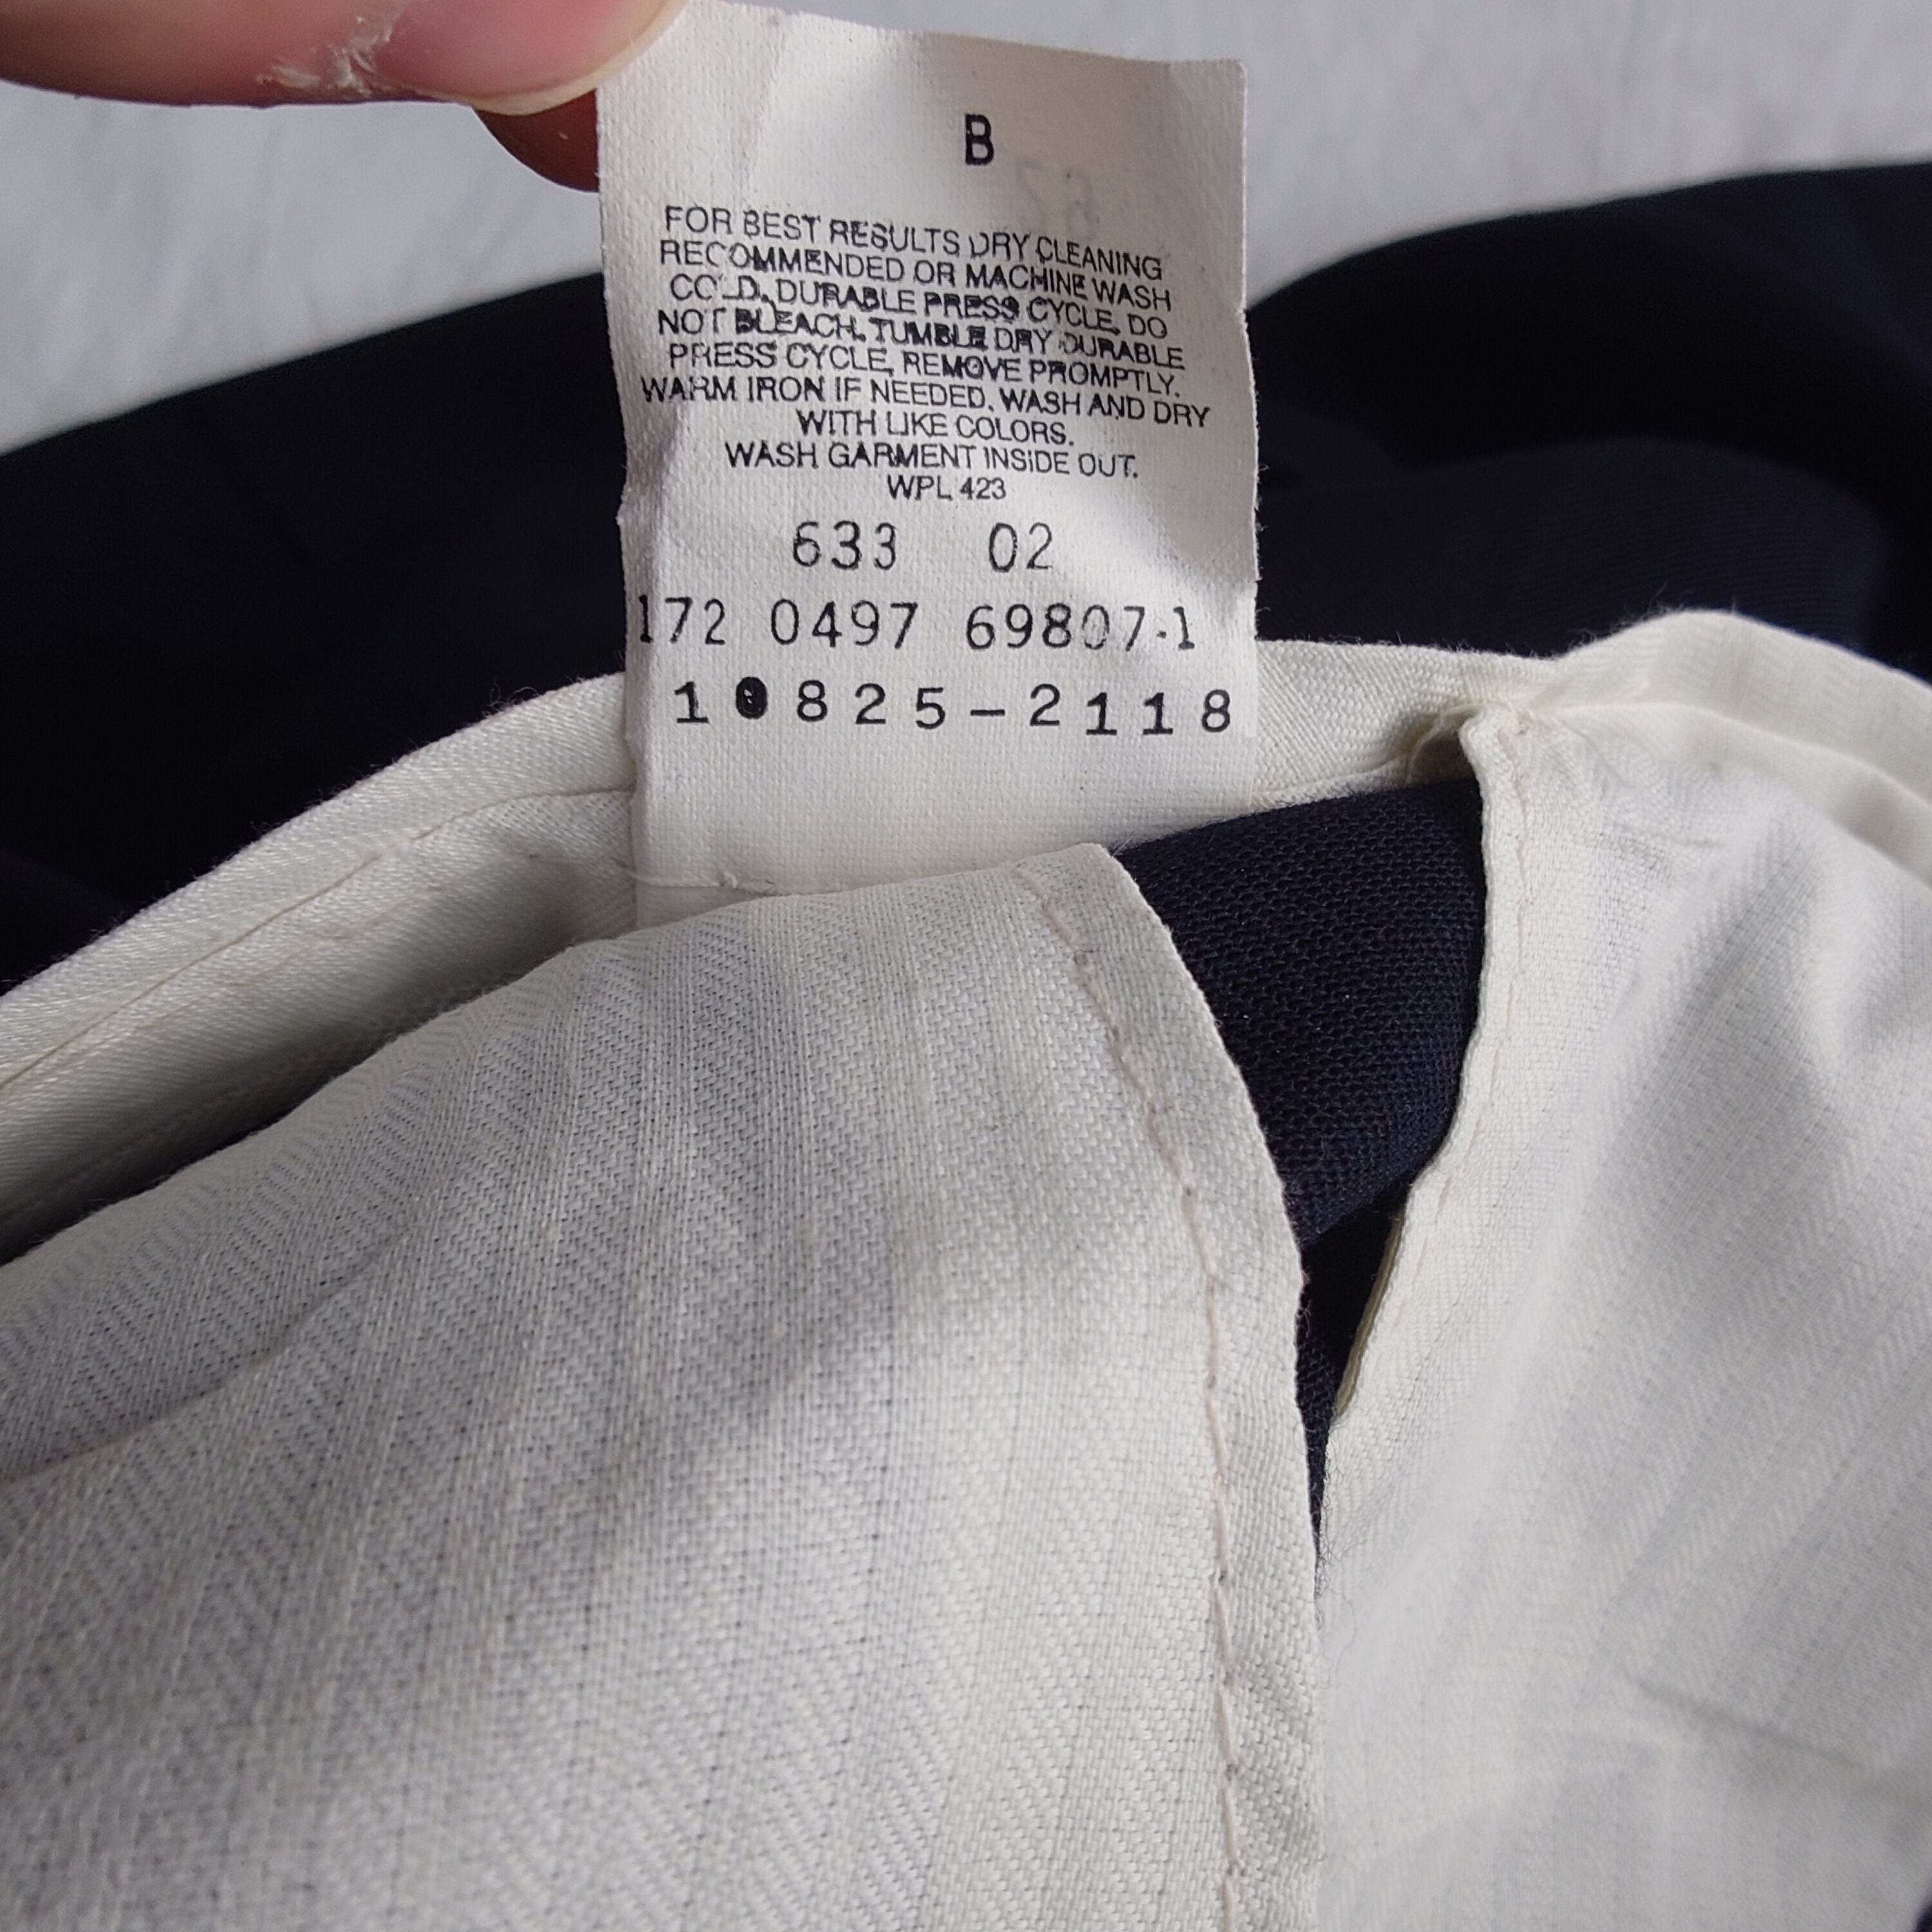 B
FOR BEST RESULTS DRY CLEANING
RECOMMENDED OR MACHINE WASH
COLD, DURABLE PRESS CYCLE, DO
NOT BLEACH, TUMBLE DRY DURABLE
PRESS CYCLE, REMOVE PROMPTLY.
WARM IRON IF NEEDED. WASH AND DRY
WITH LIKE COLORS.
WASH GARMENT INSIDE OUT.
WPL 423
633 02
172 0497 69807-1
10825-2118